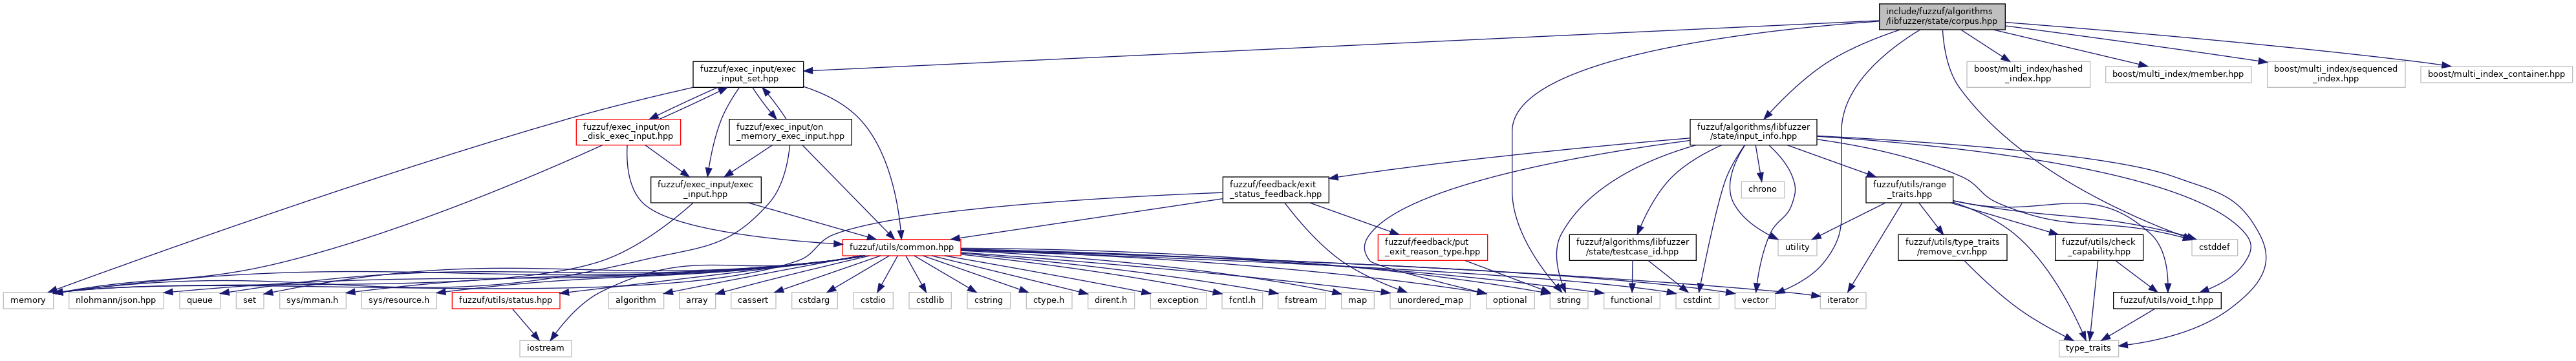 include/fuzzuf/algorithms
/libfuzzer/state/corpus.hpp
fuzzuf/exec_input/exec
_input_set.hpp
boost/multi_index/hashed
_index.hpp
boost/multi_index/member.hpp
boost/multi_index/sequenced
_index.hpp
boost/multi_index_container.hpp
fuzzuf/exec_input/on
_disk_exec_input.hpp
fuzzuf/exec_input/on
_memory_exec_input.hpp
fuzzuf/algorithms/libfuzzer
/state/input_info.hpp
fuzzuf/exec_input/exec
_input.hpp
fuzzuf/feedback/exit
_status_feedback.hpp
chrono
fuzzuf/utils/range
_traits.hpp
fuzzuf/utils/common.hpp
fuzzuf/feedback/put
_exit_reason_type.hpp
fuzzuf/algorithms/libfuzzer
/state/testcase_id.hpp
utility
fuzzuf/utils/type_traits
/remove_cvr.hpp
fuzzuf/utils/check
_capability.hpp
cstddef
memory
nlohmann/json.hpp
queue
set
sys/mman.h
sys/resource.h
fuzzuf/utils/status.hpp
algorithm
array
cassert
cstdarg
cstdio
cstdlib
cstring
ctype.h
dirent.h
exception
fcntl.h
fstream
map
unordered_map
optional
string
functional
cstdint
vector
iterator
fuzzuf/utils/void_t.hpp
iostream
type_traits